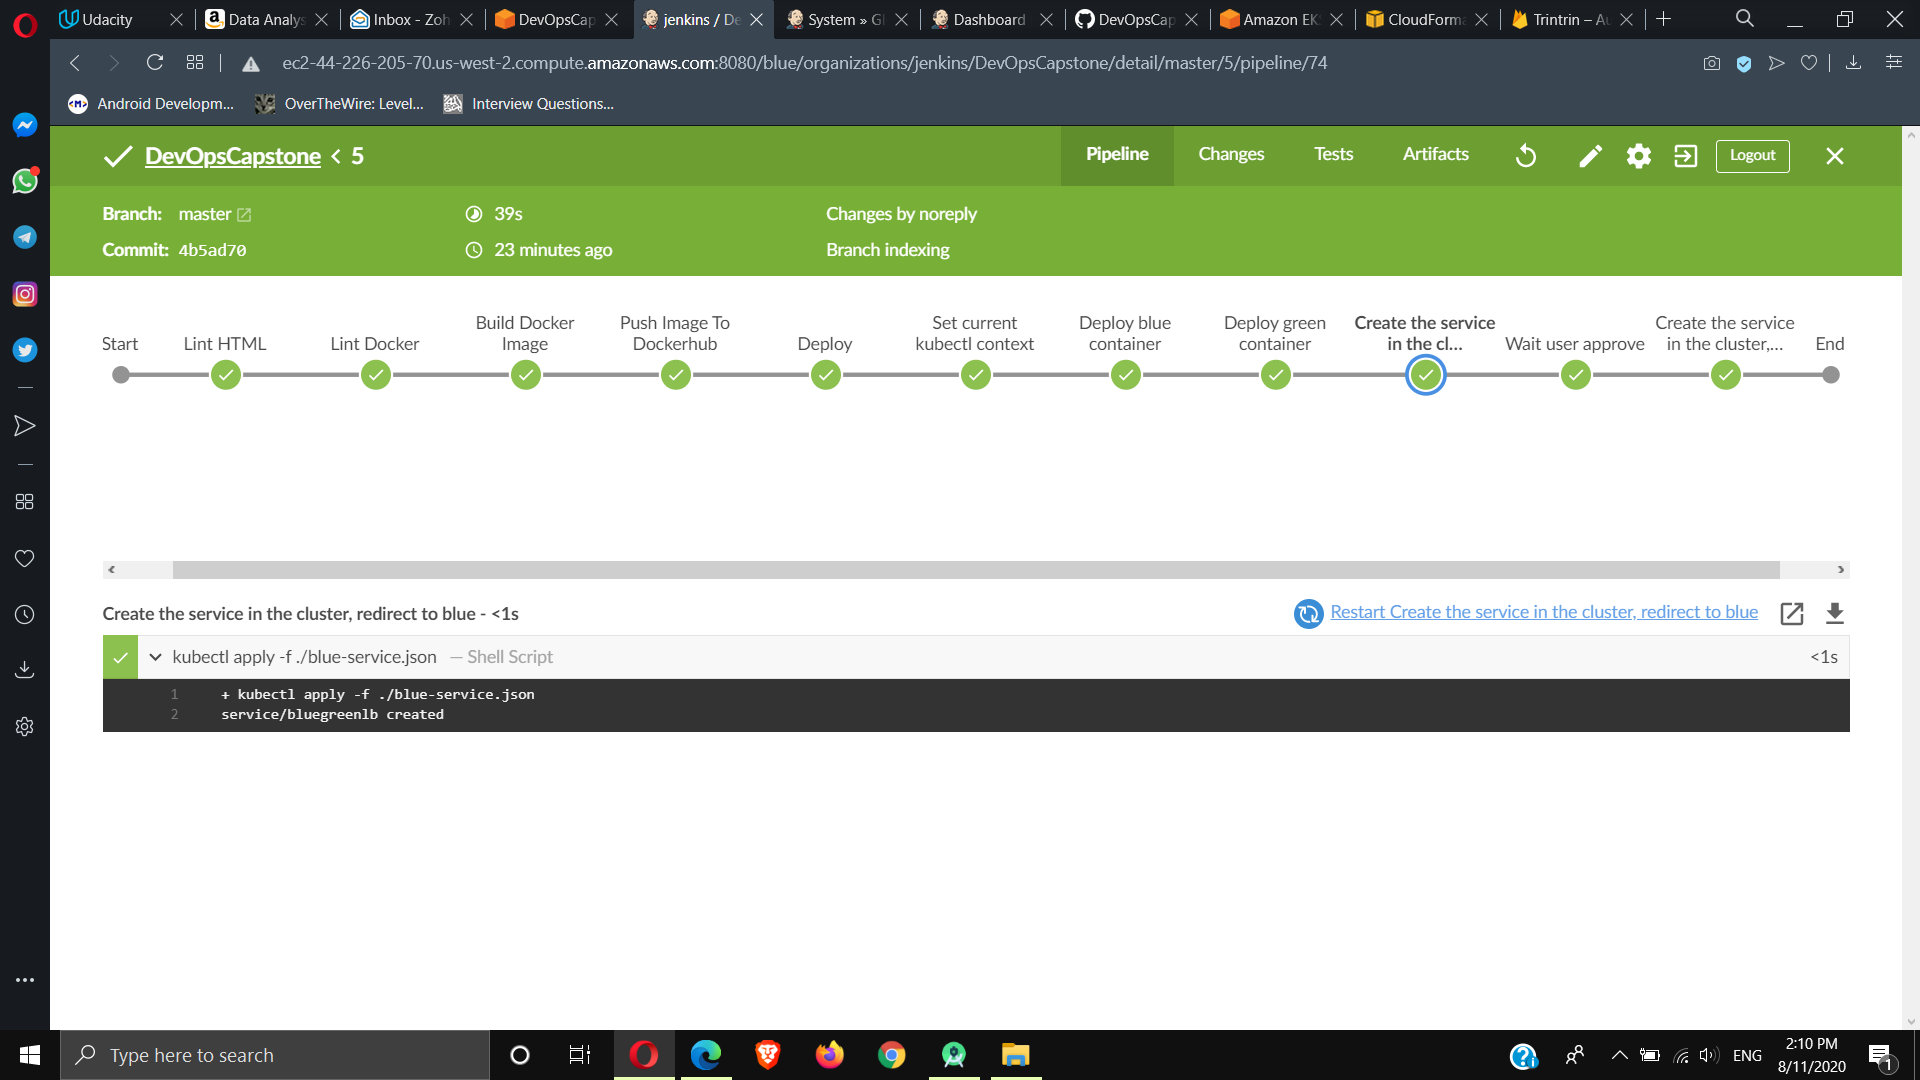 Udacity
Data Analys
Inbox - Zoh
DevOpsCap
jenkins / De
System » Gl
Dashboard
DevOpsCap
Amazon EKS
CloudForma
Trintrin – Au
ec2-44-226-205-70.us-west-2.compute.amazonaws.com:8080/blue/organizations/jenkins/DevOpsCapstone/detail/master/5/pipeline/74
Android Developm...
OverTheWire: Level...
Interview Questions...
DevOpsCapstone < 5
Pipeline
Changes
Tests
Artifacts
Logout
Branch: master
39s
Changes by noreply
Commit: 4b5ad70
23 minutes ago
Branch indexing
Start
Lint HTML
Lint Docker
Build Docker
Image
Push Image To
Dockerhub
Deploy
Set current
kubectl context
Deploy blue
container
Deploy green
container
Create the service
in the cl...
Wait user approve
Create the service
in the cluster,...
End
Create the service in the cluster, redirect to blue - <1s
Restart Create the service in the cluster, redirect to blue
kubectl apply -f ./blue-service.json — Shell Script
<1s
1 + kubectl apply -f ./blue-service.json
2 service/bluegreenlb created
Type here to search
ENG
2:10 PM
8/11/2020
1